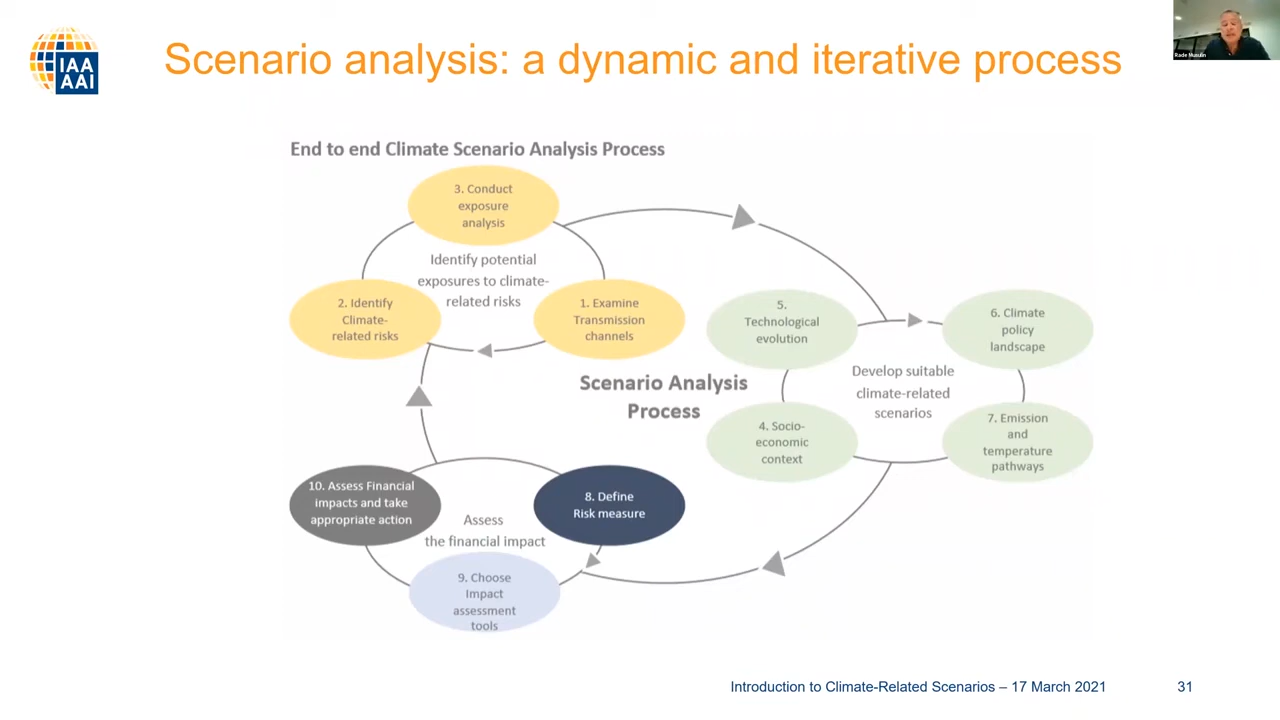 IAA
AAI
Scenario analysis: a dynamic and iterative process
Rade Musulin
End to end Climate Scenario Analysis Process
3. Conduct
exposure
analysis
Identify potential
exposures to climate-
related risks
2. Identify
Climate-
related risks
1. Examine
Transmission
channels
5.
Technological
evolution
6. Climate
policy
landscape
Develop suitable
climate-related
scenarios
Scenario Analysis
Process
4. Socio-
economic
context
7. Emission
and
temperature
pathways
10. Assess Financial
impacts and take
appropriate action
8. Define
Risk measure
Assess
the financial impact
9. Choose
Impact
assessment
tools
Introduction to Climate-Related Scenarios – 17 March 2021
31